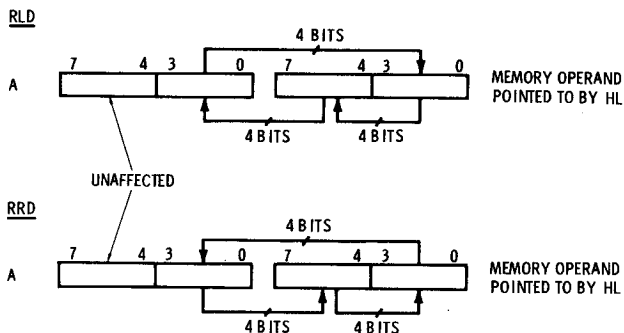 RLD
4 BITS
7 4 3 0 7 4 3 0
A
MEMORY OPERAND
POINTED TO BY HL
4 BITS 4 BITS
UNAFFECTED
RRD
4 BITS
7 4 3 0 7 4 3 0
A
MEMORY OPERAND
POINTED TO BY HL
4 BITS 4 BITS